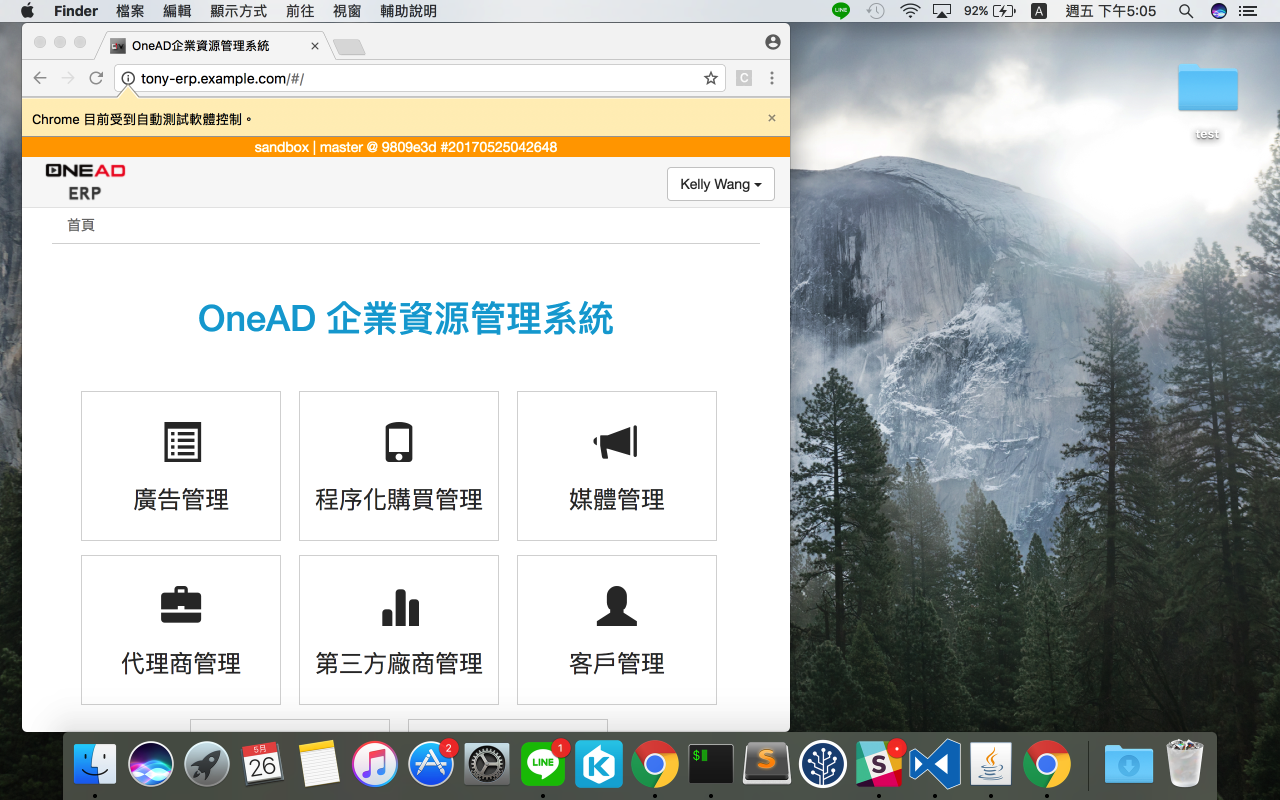 Finder 檔案 編輯 顯示方式 前往 視窗 輔助說明 LINE 92% A 週五 下午5:05
OneAD企業資源管理系統
tony-erp.example.com/#/
C
Chrome 目前受到自動測試軟體控制。
sandbox | master @ 9809e3d #20170525042648
ONEAD
ERP
Kelly Wang
首頁
OneAD 企業資源管理系統
廣告管理 程序化購買管理 媒體管理
代理商管理 第三方廠商管理 客戶管理
test
5月
26
2
LINE
1
K
$
S
S